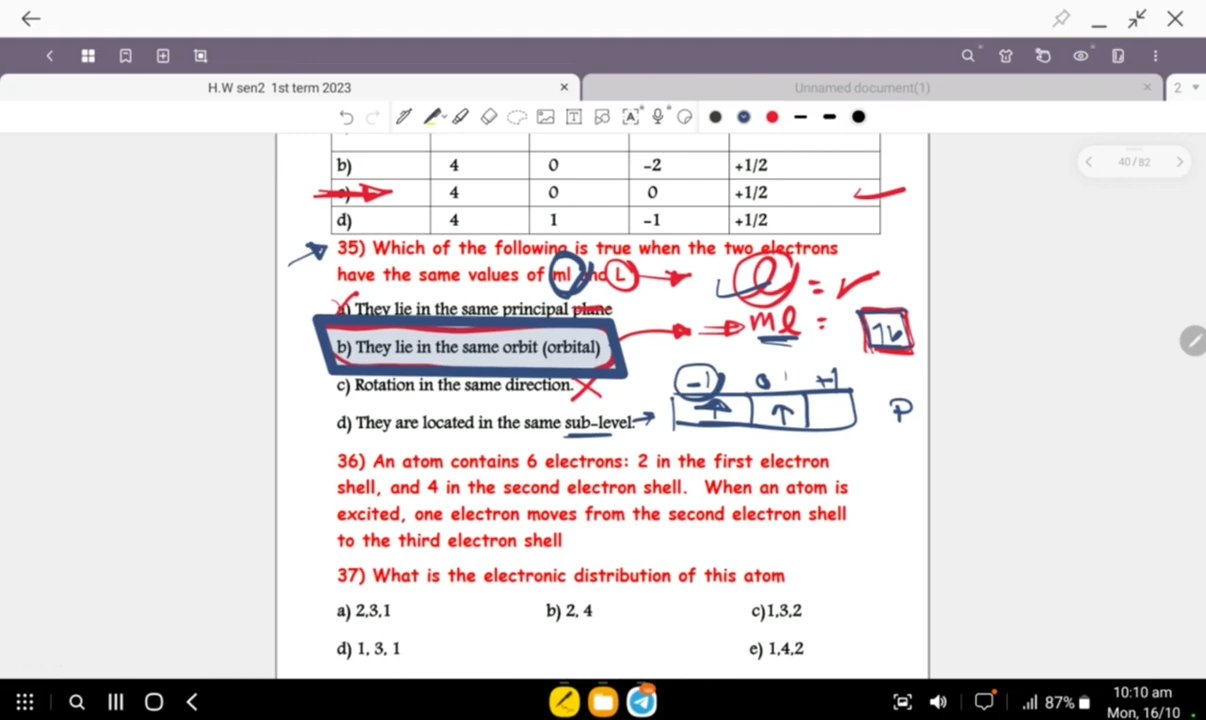 H.W sen2 1st term 2023
Unnamed document(1)
2
40/82
b) 4 0 -2 +1/2
4 0 0 +1/2
d) 4 1 -1 +1/2
35) Which of the following is true when the two electrons
have the same values of ml and L
l = ✓
a) They lie in the same principal plane
ml =
b) They lie in the same orbit (orbital)
-1 0 +1
c) Rotation in the same direction.
P
d) They are located in the same sub-level.
36) An atom contains 6 electrons: 2 in the first electron
shell, and 4 in the second electron shell. When an atom is
excited, one electron moves from the second electron shell
to the third electron shell
37) What is the electronic distribution of this atom
a) 2,3,1 b) 2, 4 c)1,3,2
d) 1, 3, 1 e) 1,4,2
87%
10:10 am
Mon, 16/10